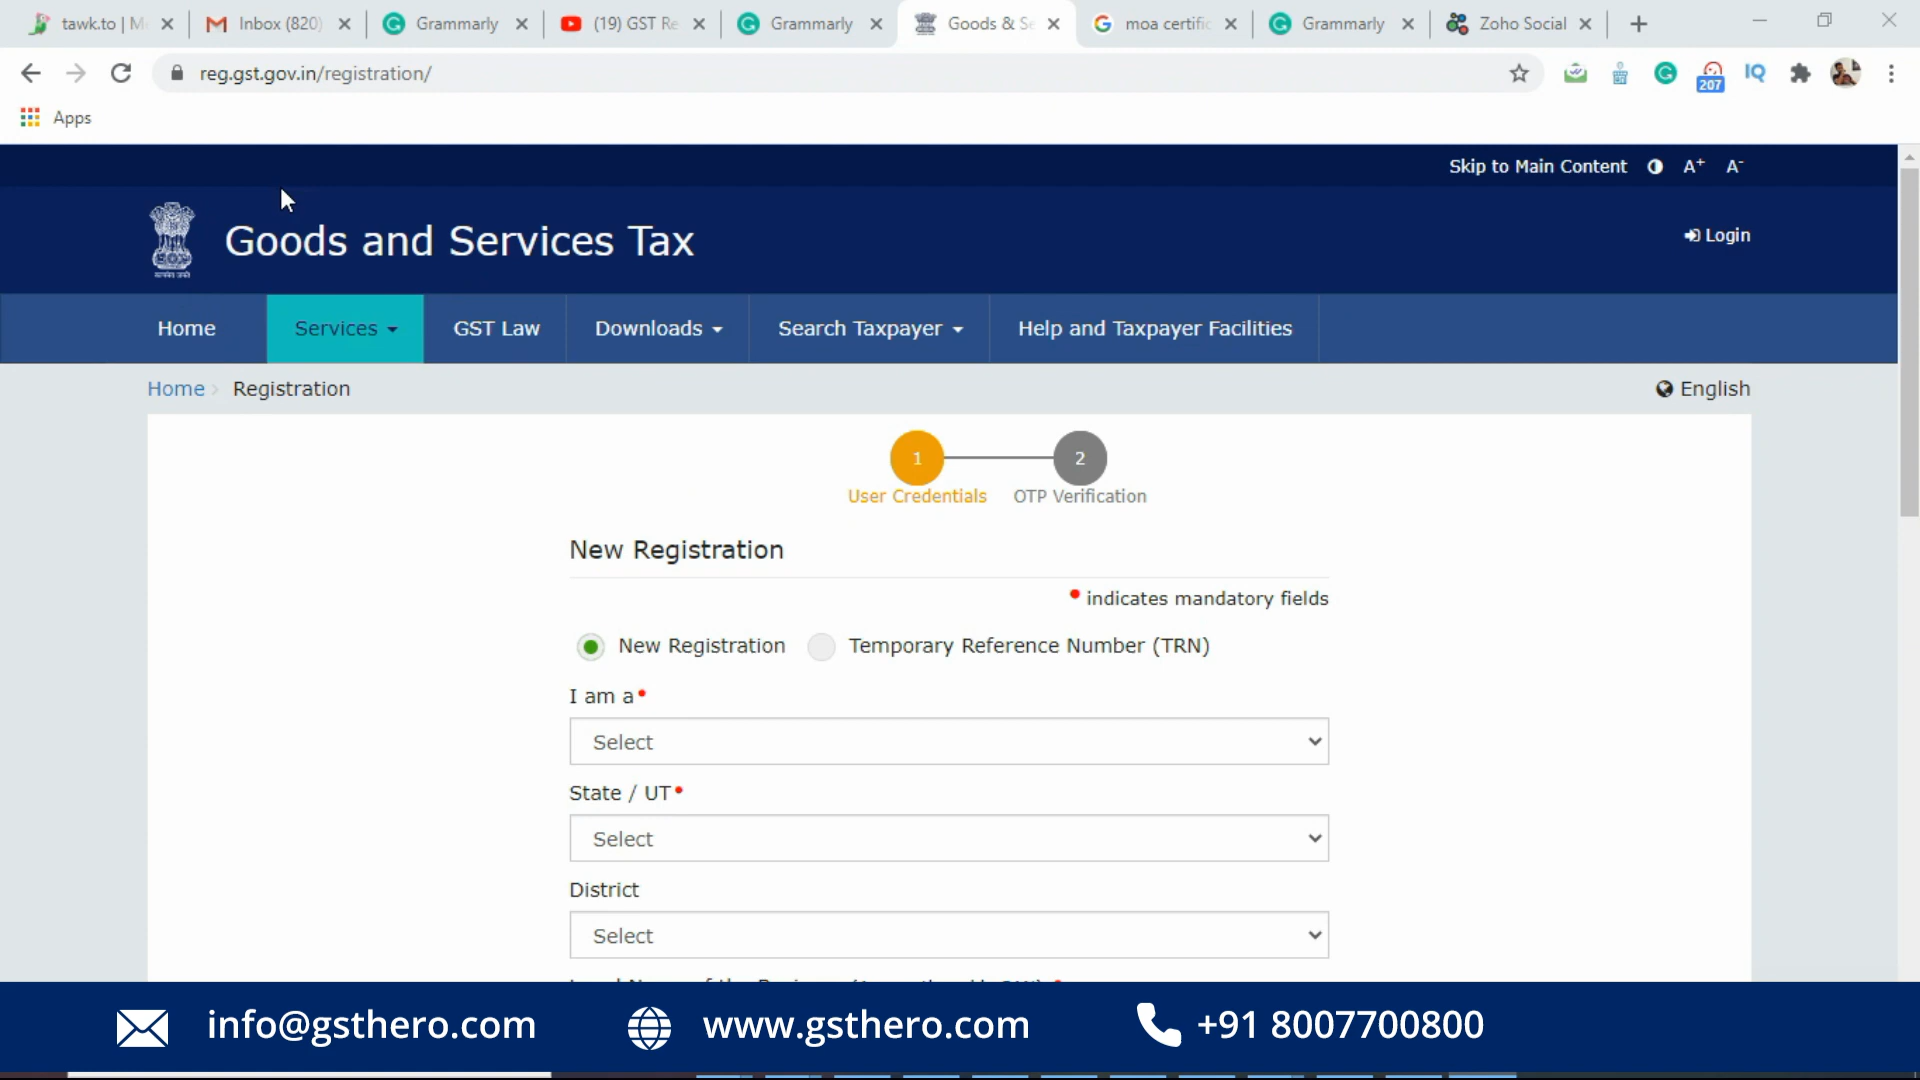 tawk.to | M
Inbox (820)
Grammarly
(19) GST Re
Grammarly
Goods & Se
moa certific
Grammarly
Zoho Social
reg.gst.gov.in/registration/
207
IQ
Apps
Skip to Main Content
A+
A-
Goods and Services Tax
Login
Home
Services
GST Law
Downloads
Search Taxpayer
Help and Taxpayer Facilities
Home
Registration
English
1
2
User Credentials
OTP Verification
New Registration
• indicates mandatory fields
New Registration
Temporary Reference Number (TRN)
I am a•
Select
State / UT•
Select
District
Select
info@gsthero.com
www.gsthero.com
+91 8007700800